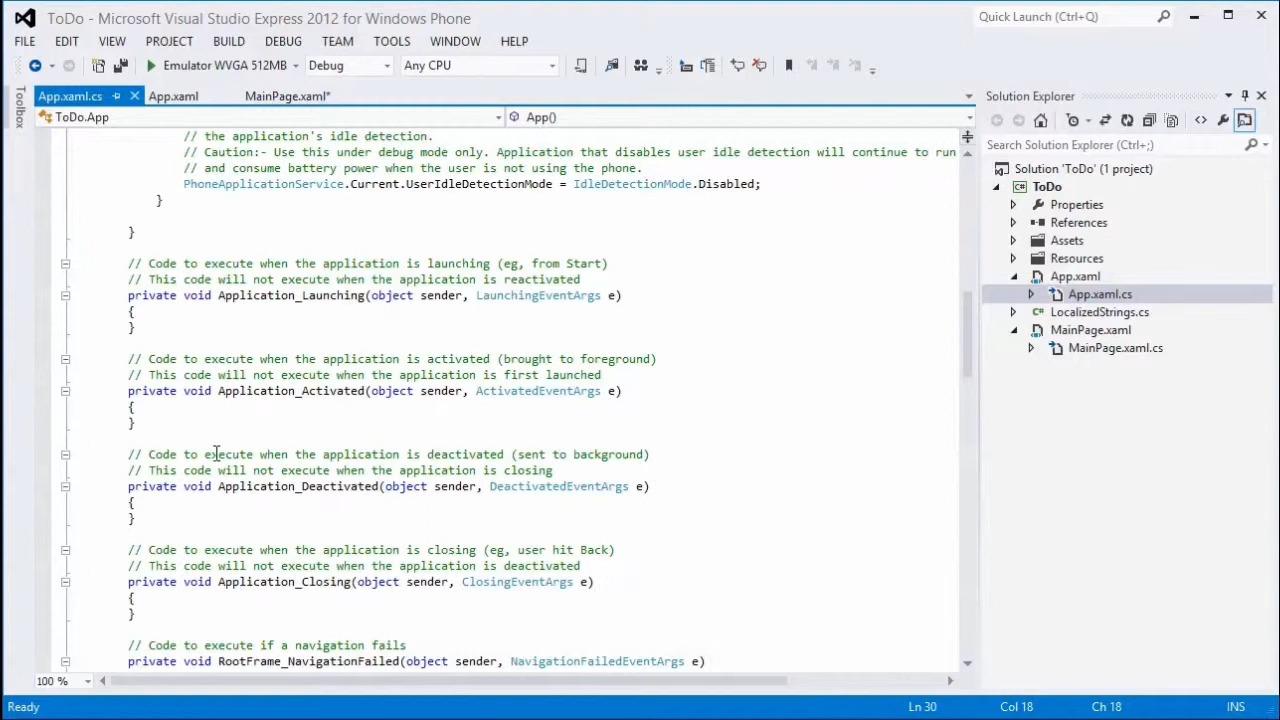 ToDo - Microsoft Visual Studio Express 2012 for Windows Phone
Quick Launch (Ctrl+Q)
FILE EDIT VIEW PROJECT BUILD DEBUG TEAM TOOLS WINDOW HELP
Emulator WVGA 512MB Debug Any CPU
Toolbox
App.xaml.cs App.xaml MainPage.xaml*
ToDo.App App()
// the application's idle detection.
// Caution:- Use this under debug mode only. Application that disables user idle detection will continue to run
// and consume battery power when the user is not using the phone.
PhoneApplicationService.Current.UserIdleDetectionMode = IdleDetectionMode.Disabled;
}
}
// Code to execute when the application is launching (eg, from Start)
// This code will not execute when the application is reactivated
private void Application_Launching(object sender, LaunchingEventArgs e)
{
}
// Code to execute when the application is activated (brought to foreground)
// This code will not execute when the application is first launched
private void Application_Activated(object sender, ActivatedEventArgs e)
{
}
// Code to execute when the application is deactivated (sent to background)
// This code will not execute when the application is closing
private void Application_Deactivated(object sender, DeactivatedEventArgs e)
{
}
// Code to execute when the application is closing (eg, user hit Back)
// This code will not execute when the application is deactivated
private void Application_Closing(object sender, ClosingEventArgs e)
{
}
// Code to execute if a navigation fails
private void RootFrame_NavigationFailed(object sender, NavigationFailedEventArgs e)
100 %
Solution Explorer
Search Solution Explorer (Ctrl+;)
Solution 'ToDo' (1 project)
ToDo
Properties
References
Assets
Resources
App.xaml
App.xaml.cs
LocalizedStrings.cs
MainPage.xaml
MainPage.xaml.cs
Ready Ln 30 Col 18 Ch 18 INS